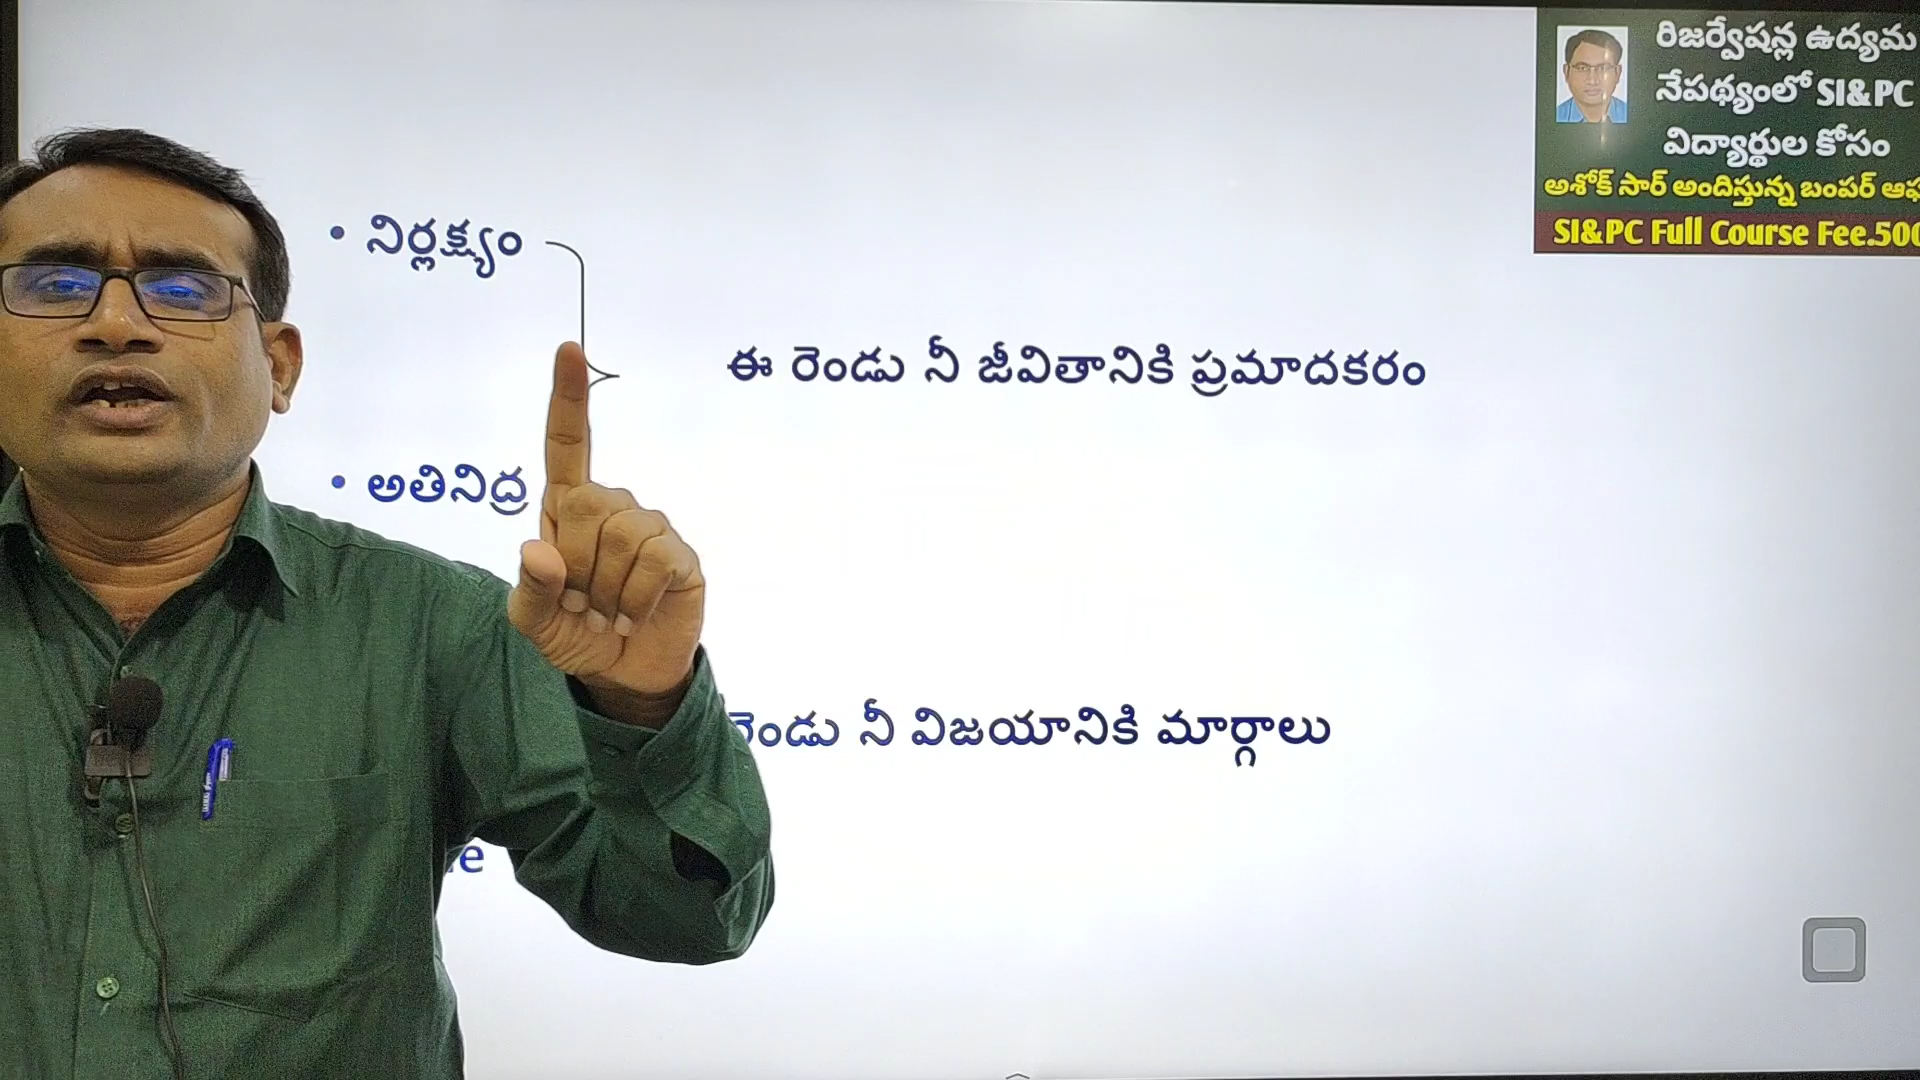 రిజర్వేషన్ల ఉద్యమ
నేపథ్యంలో SI&PC
విద్యార్థుల కోసం
అశోక్ సార్ అందిస్తున్న బంపర్
SI&PC Full Course Fee.500
• నిర్లక్ష్యం
ఈ రెండు నీ జీవితానికి ప్రమాదకరం
• అతినిద్ర
రెండు నీ విజయానికి మార్గాలు